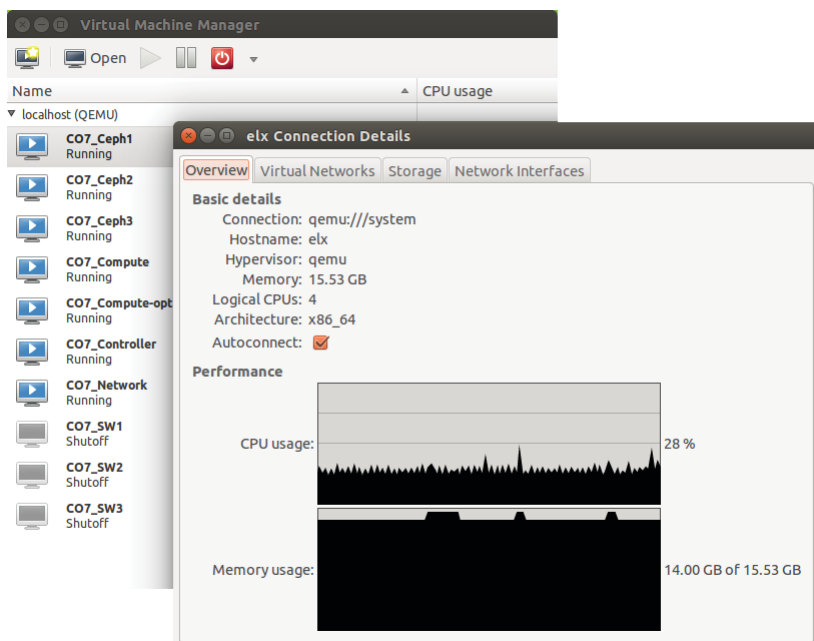 Virtual Machine Manager
Open
Name CPU usage
localhost (QEMU)
CO7_Ceph1
Running
CO7_Ceph2
Running
CO7_Ceph3
Running
CO7_Compute
Running
CO7_Compute-opt
Running
CO7_Controller
Running
CO7_Network
Running
CO7_SW1
Shutoff
CO7_SW2
Shutoff
CO7_SW3
Shutoff
elx Connection Details
Overview Virtual Networks Storage Network Interfaces
Basic details
Connection: qemu:///system
Hostname: elx
Hypervisor: qemu
Memory: 15.53 GB
Logical CPUs: 4
Architecture: x86_64
Autoconnect:
Performance
CPU usage: 28 %
Memory usage: 14.00 GB of 15.53 GB